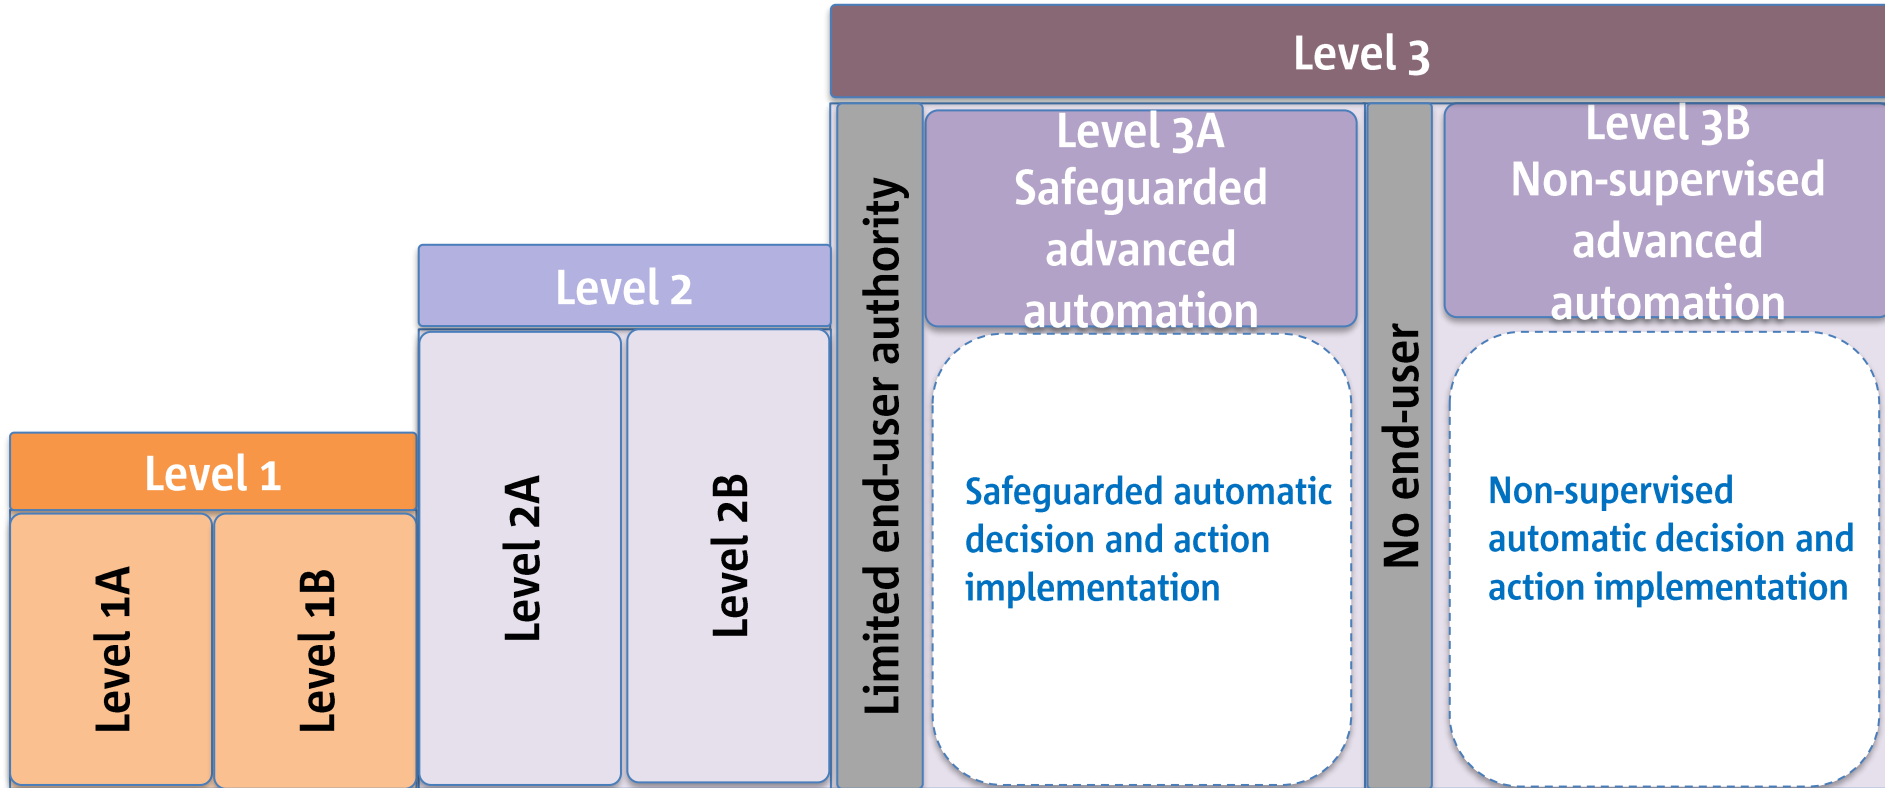 Level 1
Level 1A
Level 1B
Level 2
Level 2A
Level 2B
Level 3
Limited end-user authority
Level 3A
Safeguarded
advanced
automation
Safeguarded automatic
decision and action
implementation
No end-user
Level 3B
Non-supervised
advanced
automation
Non-supervised
automatic decision and
action implementation